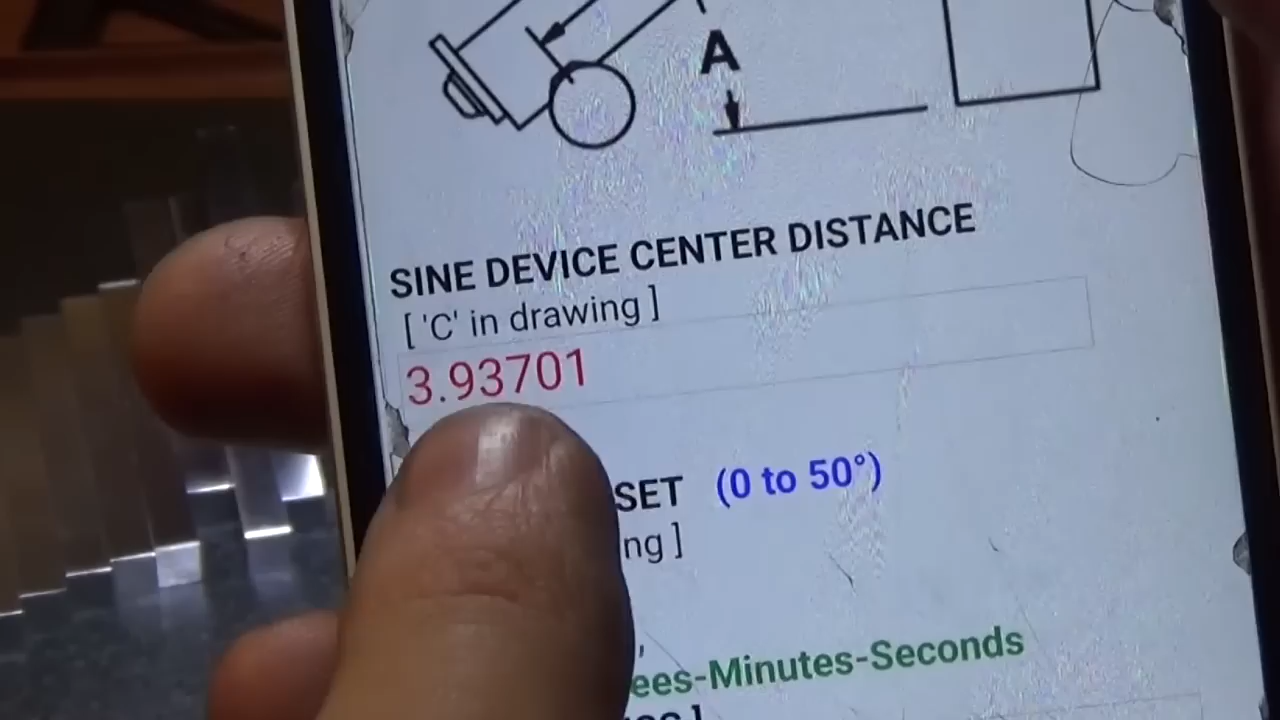 A
SINE DEVICE CENTER DISTANCE
[ 'C' in drawing ]
3.93701
SET (0 to 50°)
ng ]
,
ees-Minutes-Seconds
]